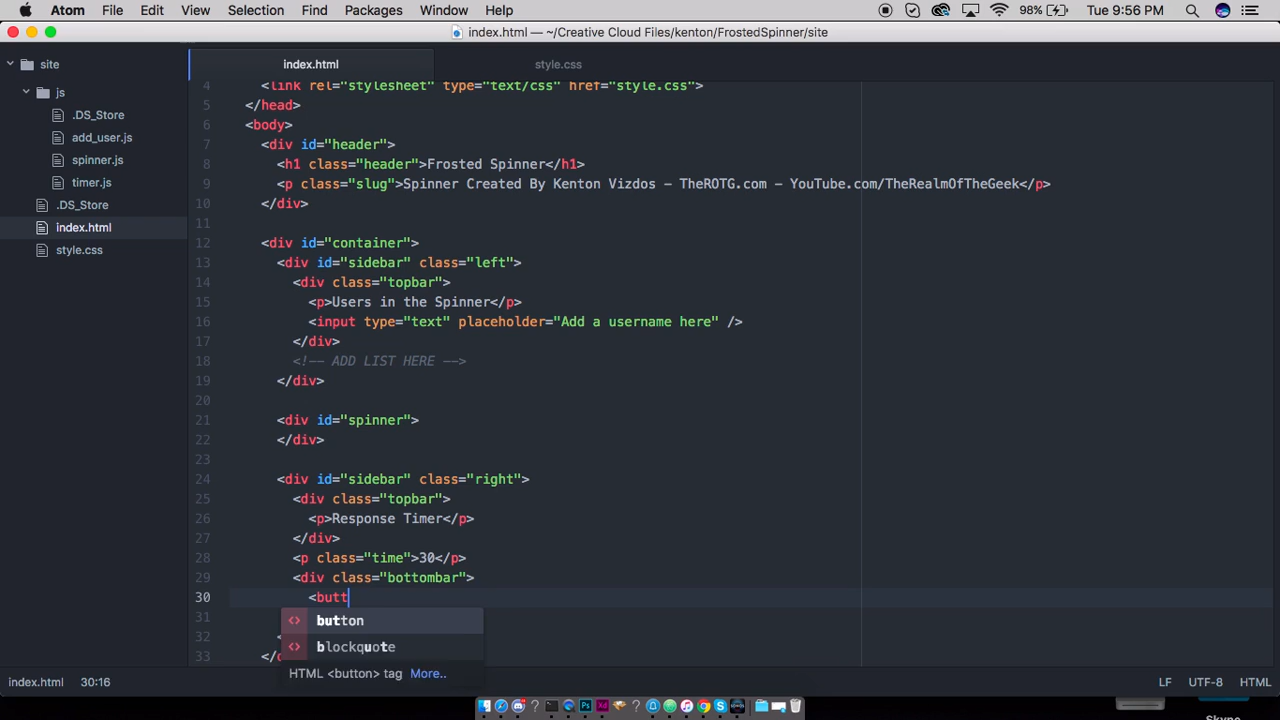 Atom File Edit View Selection Find Packages Window Help 98% Tue 9:56 PM
index.html — ~/Creative Cloud Files/kenton/FrostedSpinner/site
site
js
.DS_Store
add_user.js
spinner.js
timer.js
.DS_Store
index.html
style.css
index.html style.css
4 <link rel="stylesheet" type="text/css" href="style.css">
5 </head>
6 <body>
7 <div id="header">
8 <h1 class="header">Frosted Spinner</h1>
9 <p class="slug">Spinner Created By Kenton Vizdos - TheROTG.com - YouTube.com/TheRealmOfTheGeek</p>
10 </div>
11
12 <div id="container">
13 <div id="sidebar" class="left">
14 <div class="topbar">
15 <p>Users in the Spinner</p>
16 <input type="text" placeholder="Add a username here" />
17 </div>
18 <!-- ADD LIST HERE -->
19 </div>
20
21 <div id="spinner">
22 </div>
23
24 <div id="sidebar" class="right">
25 <div class="topbar">
26 <p>Response Timer</p>
27 </div>
28 <p class="time">30</p>
29 <div class="bottombar">
30 <butt
31
32 <
33 </
button
blockquote
HTML <button> tag More..
index.html 30:16 LF UTF-8 HTML
Skype